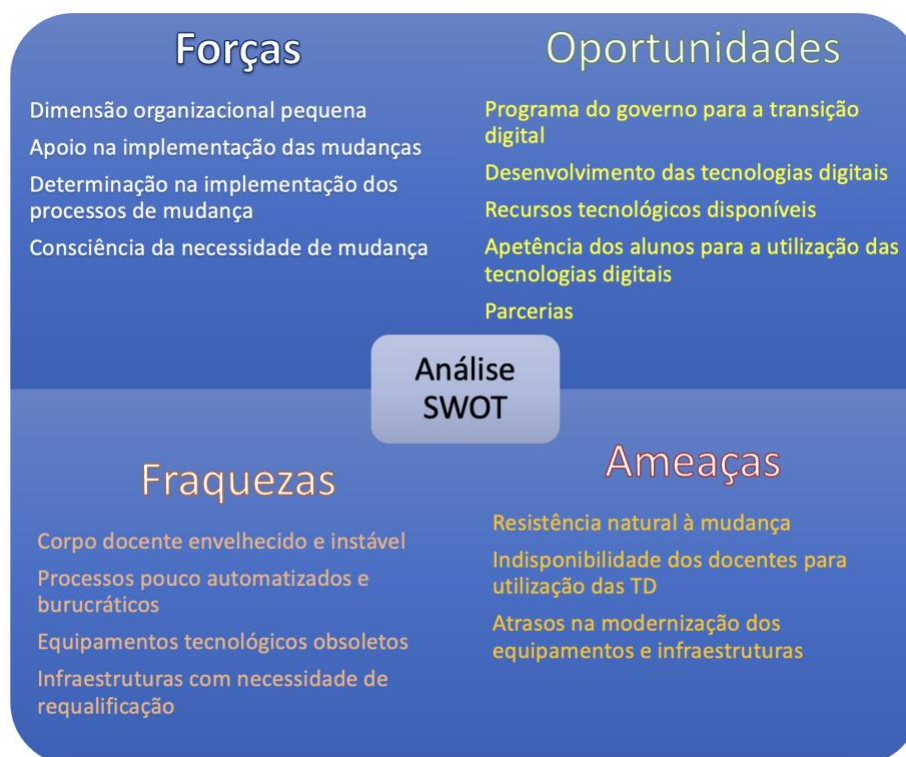 Forças
Dimensão organizacional pequena
Apoio na implementação das mudanças
Determinação na implementação dos
processos de mudança
Consciência da necessidade de mudança
Oportunidades
Programa do governo para a transição
digital
Desenvolvimento das tecnologias digitais
Recursos tecnológicos disponíveis
Apetência dos alunos para a utilização das
tecnologias digitais
Parcerias
Análise
SWOT
Fraquezas
Corpo docente envelhecido e instável
Processos pouco automatizados e
burucráticos
Equipamentos tecnológicos obsoletos
Infraestruturas com necessidade de
requalificação
Ameaças
Resistência natural à mudança
Indisponibilidade dos docentes para
utilização das TD
Atrasos na modernização dos
equipamentos e infraestruturas